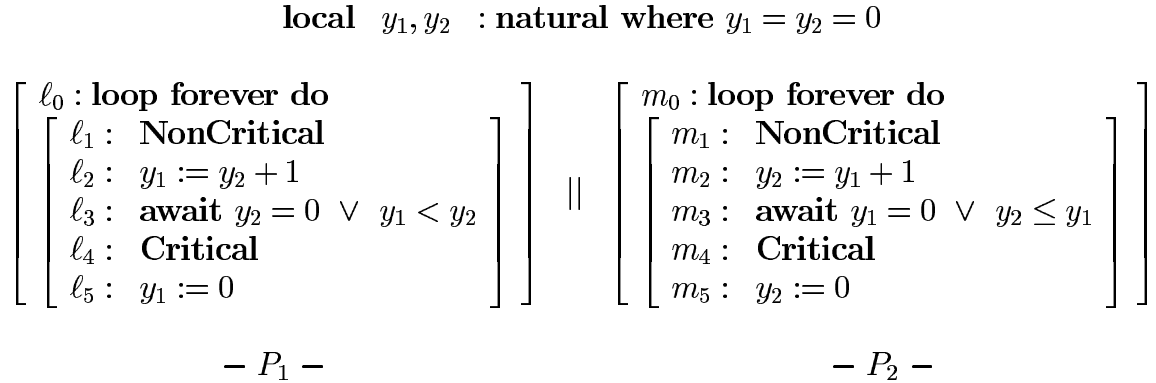 local y₁, y₂ : natural where y₁ = y₂ = 0
ℓ₀ : loop forever do
ℓ₁ : NonCritical
ℓ₂ : y₁ := y₂ + 1
ℓ₃ : await y₂ = 0 ∨ y₁ < y₂
ℓ₄ : Critical
ℓ₅ : y₁ := 0
||
m₀ : loop forever do
m₁ : NonCritical
m₂ : y₂ := y₁ + 1
m₃ : await y₁ = 0 ∨ y₂ ≤ y₁
m₄ : Critical
m₅ : y₂ := 0
– P₁ –
– P₂ –